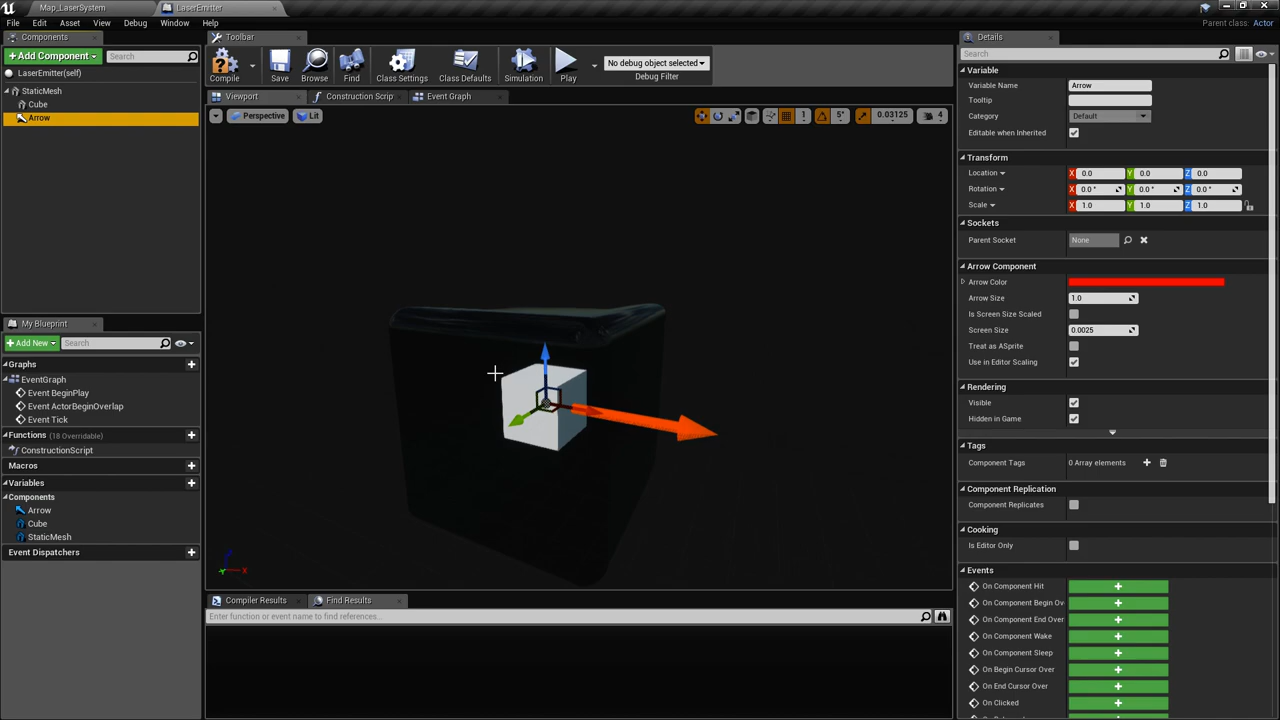 Map_LaserSystem
LaserEmitter
File Edit Asset View Debug Window Help
Parent class: Actor
Components
+Add Component
Search
LaserEmitter(self)
StaticMesh
Cube
Arrow
Toolbar
Compile
Save
Browse
Find
Class Settings
Class Defaults
Simulation
Play
No debug object selected
Debug Filter
Viewport
Construction Scrip
Event Graph
Perspective
Lit
1
5°
0.03125
4
X
My Blueprint
+Add New
Search
Graphs
EventGraph
Event BeginPlay
Event ActorBeginOverlap
Event Tick
Functions (18 Overridable)
ConstructionScript
Macros
Variables
Components
Arrow
Cube
StaticMesh
Event Dispatchers
Compiler Results
Find Results
Enter function or event name to find references...
Details
Search
Variable
Variable Name Arrow
Tooltip
Category Default
Editable when Inherited
Transform
Location X 0.0 Y 0.0 Z 0.0
Rotation X 0.0 ° Y 0.0 ° Z 0.0 °
Scale X 1.0 Y 1.0 Z 1.0
Sockets
Parent Socket None
Arrow Component
Arrow Color
Arrow Size 1.0
Is Screen Size Scaled
Screen Size 0.0025
Treat as ASprite
Use in Editor Scaling
Rendering
Visible
Hidden in Game
Tags
Component Tags 0 Array elements
Component Replication
Component Replicates
Cooking
Is Editor Only
Events
On Component Hit
On Component Begin Ov
On Component End Over
On Component Wake
On Component Sleep
On Begin Cursor Over
On End Cursor Over
On Clicked